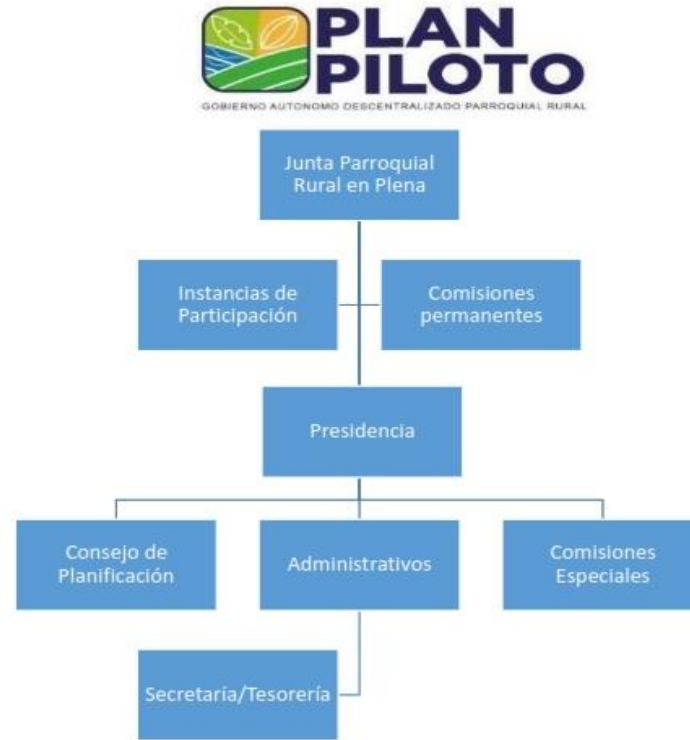 PLAN
PILOTO
GOBIERNO AUTONOMO DESCENTRALIZADO PARROQUIAL RURAL
Junta Parroquial
Rural en Plena
Instancias de
Participación
Comisiones
permanentes
Presidencia
Consejo de
Planificación
Administrativos
Comisiones
Especiales
Secretaría/Tesorería